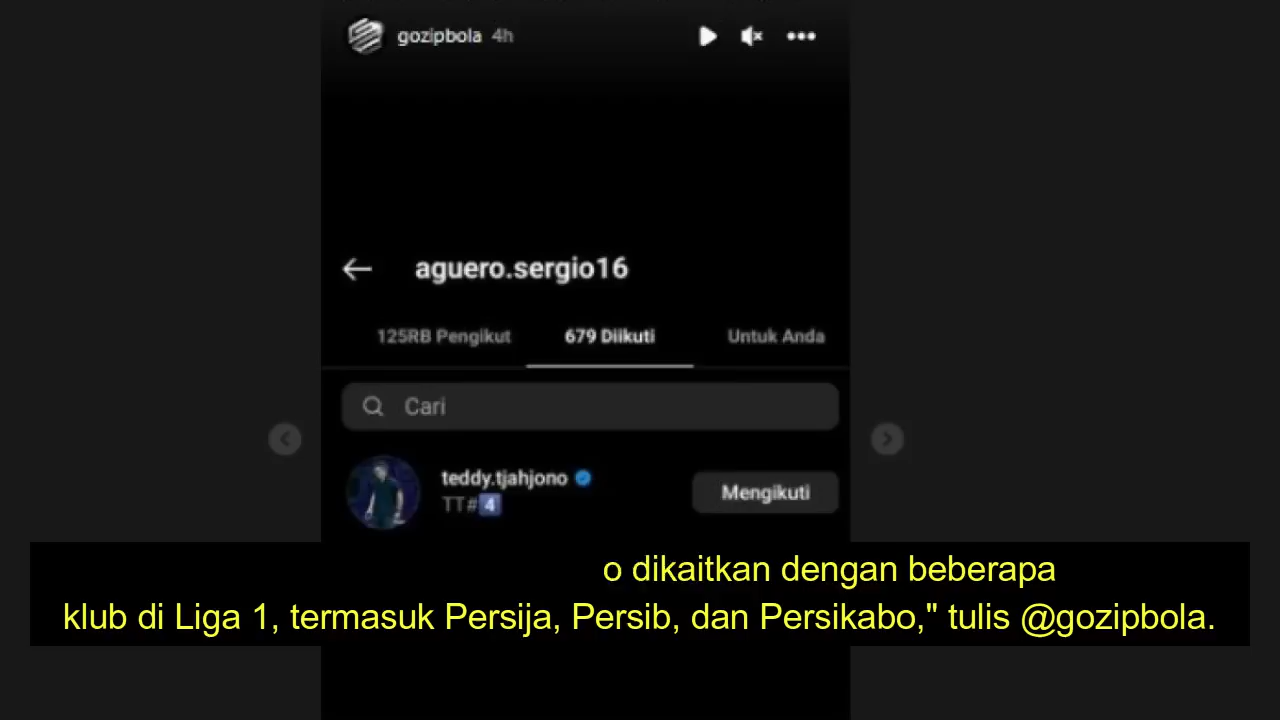 gozipbola 4h
aguero.sergio16
125RB Pengikut 679 Diikuti Untuk Anda
Cari
teddy.tjahjono
TT#4
Mengikuti
o dikaitkan dengan beberapa
klub di Liga 1, termasuk Persija, Persib, dan Persikabo," tulis @gozipbola.